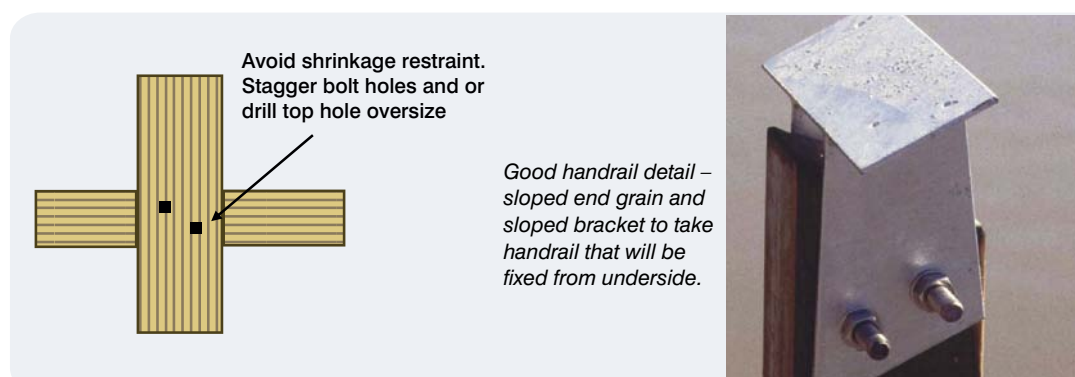 Avoid shrinkage restraint.
Stagger bolt holes and or
drill top hole oversize
Good handrail detail –
sloped end grain and
sloped bracket to take
handrail that will be
fixed from underside.